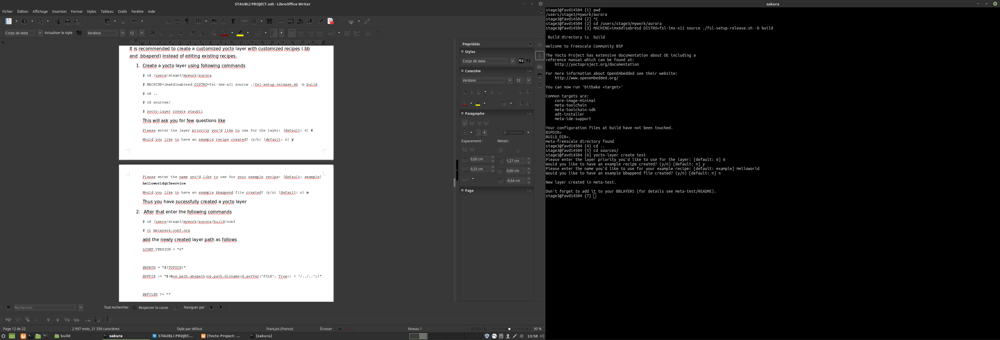 STAUBLI PROJECT.odt - LibreOffice Writer
Fichier Édition Affichage Insertion Format Styles Tableau Outils Fenêtre Aide
Corps de texte Actualiser le style Verdana 12
1 2 3 4 5 6 7 8 9 10 11 12 13 14 15 16 17 18
It is recommended to create a customized yocto layer with customized recipes (.bb
and .bbapend) instead of editing existing recipes.
1. Create a yocto layer using following commands
$ cd /users/stage3/mywork/aurora
$ MACHINE=imx6dlsabresd DISTRO=fsl-imx-x11 source ./fsl-setup-release.sh -b build
$ cd ..
$ cd sources/
$ yocto-layer create staubli
This will ask you for few questions like
Please enter the layer priority you'd like to use for the layer: [default: 6] 6
Would you like to have an example recipe created? (y/n) [default: n] y
Please enter the name you'd like to use for your example recipe: [default: example]
helloworldqt5service
Would you like to have an example bbappend file created? (y/n) [default: n] n
Thus you have sucessfully created a yocto layer
2. After that enter the following commands
$ cd /users/stage3/mywork/aurora/build/conf
$ vi bblayers.conf.org
add the newly created layer path as follows
LCONF_VERSION = "6"
BBPATH = "${TOPDIR}"
BSPDIR := "${@os.path.abspath(os.path.dirname(d.getVar('FILE', True)) + '/../..')}"
BBFILES ?= ""
Propriétés
Styles
Corps de texte
Caractère
Verdana 12
Paragraphe
Espacement : Retrait :
0,00 cm 1,27 cm
0,25 cm 0,00 cm
-0,64 cm
Page
Rechercher Tout rechercher Respecter la casse Naviguer par
Page 12 de 22 2 997 mots, 21 358 caractères Style par défaut Français (France) Écraser Niveau 1 95 %
build sakura STAUBLI PROJEC... [Yocto Project: ... [sakura] 13:58
sakura
stage3@favd14504 {1} pwd
/users/stage3/mywork/aurora
stage3@favd14504 {2} ^C
stage3@favd14504 {2} cd /users/stage3/mywork/aurora
stage3@favd14504 {3} MACHINE=imx6dlsabresd DISTRO=fsl-imx-x11 source ./fsl-setup-release.sh -b build
Build directory is  build
Welcome to Freescale Community BSP
The Yocto Project has extensive documentation about OE including a
reference manual which can be found at:
http://yoctoproject.org/documentation
For more information about OpenEmbedded see their website:
http://www.openembedded.org/
You can now run 'bitbake <target>'
Common targets are:
core-image-minimal
meta-toolchain
meta-toolchain-sdk
adt-installer
meta-ide-support
Your configuration files at build have not been touched.
BSPDIR=
BUILD_DIR=.
meta-freescale directory found
stage3@favd14504 {4} cd ..
stage3@favd14504 {5} cd sources/
stage3@favd14504 {6} yocto-layer create test
Please enter the layer priority you'd like to use for the layer: [default: 6] 6
Would you like to have an example recipe created? (y/n) [default: n] y
Please enter the name you'd like to use for your example recipe: [default: example] Helloworld
Would you like to have an example bbappend file created? (y/n) [default: n] n
New layer created in meta-test.
Don't forget to add it to your BBLAYERS (for details see meta-test/README).
stage3@favd14504 {7}